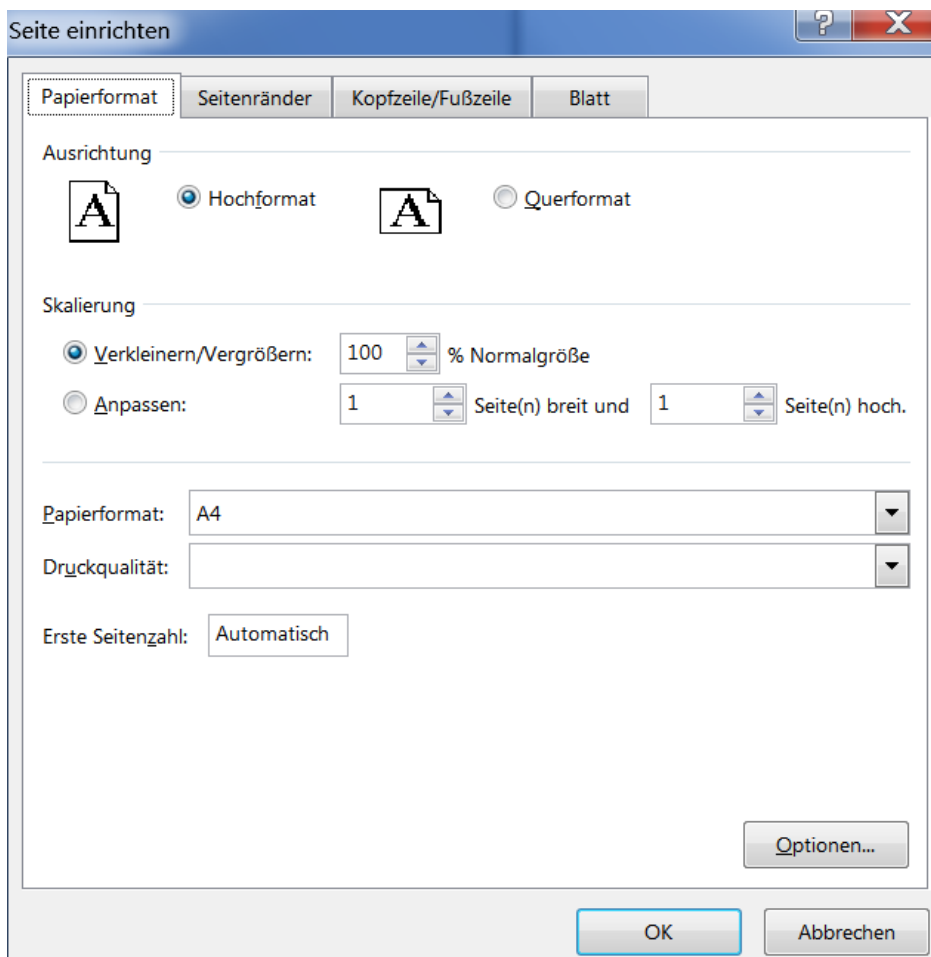 Seite einrichten
Papierformat Seitenränder Kopfzeile/Fußzeile Blatt
Ausrichtung
A Hochformat A Querformat
Skalierung
Verkleinern/Vergrößern: 100 % Normalgröße
Anpassen: 1 Seite(n) breit und 1 Seite(n) hoch.
Papierformat: A4
Druckqualität:
Erste Seitenzahl: Automatisch
Optionen...
OK Abbrechen